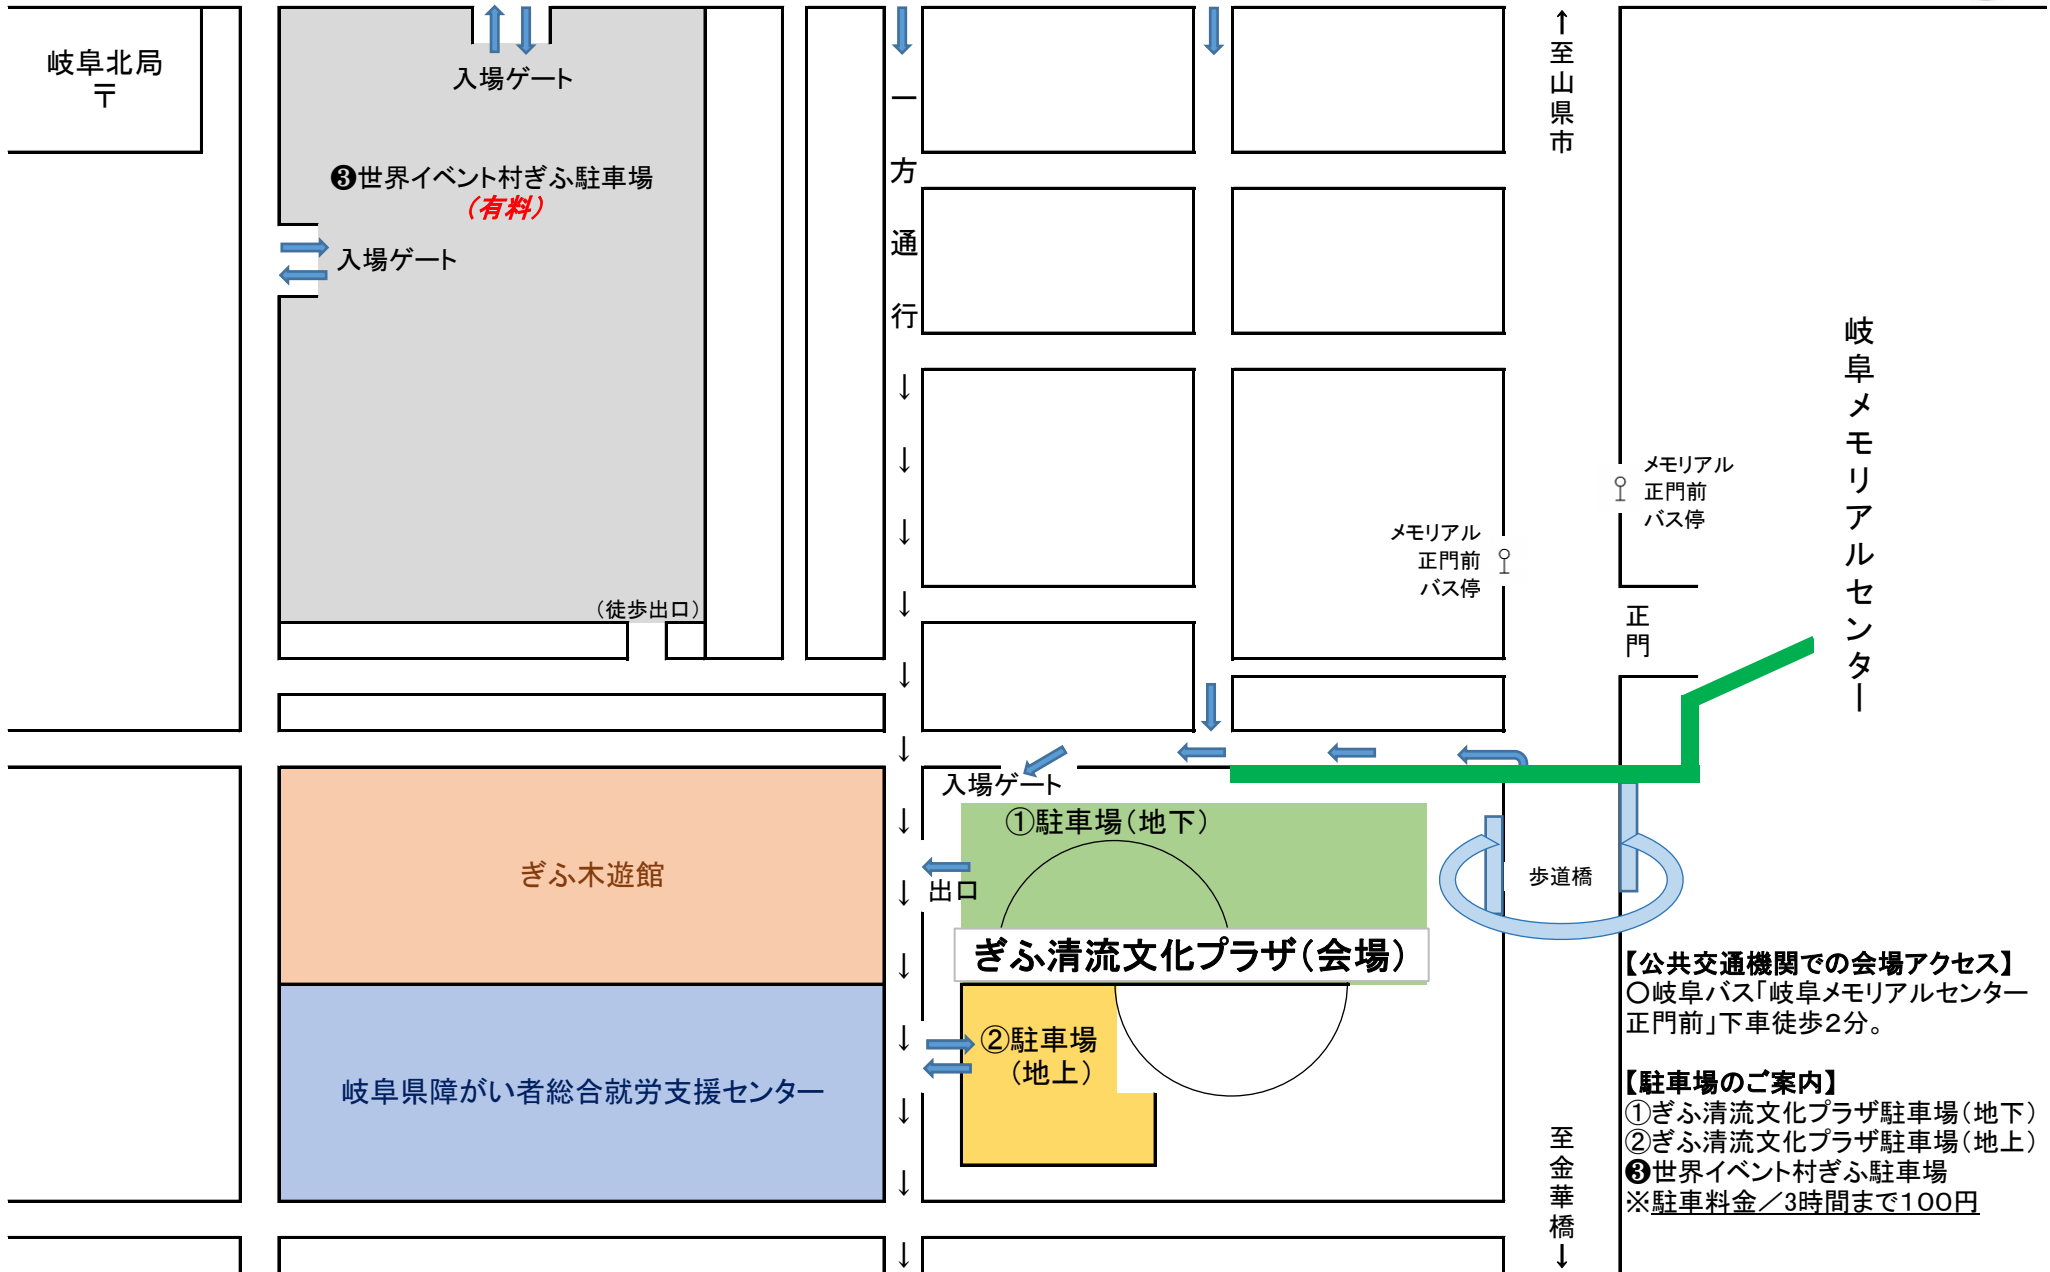 岐阜北局
〒
入場ゲート
❸世界イベント村ぎふ駐車場
(有料)
入場ゲート
(徒歩出口)
一方通行
↓
↓
↓
↓
↓
↓
↓
↓
↓
↓
↓
↓
↓
↑至山県市
岐阜メモリアルセンター
メモリアル
正門前
バス停
メモリアル
正門前
バス停
正門
入場ゲート
①駐車場(地下)
出口
歩道橋
ぎふ木遊館
ぎふ清流文化プラザ(会場)
②駐車場
(地上)
岐阜県障がい者総合就労支援センター
至金華橋↓
【公共交通機関での会場アクセス】
〇岐阜バス「岐阜メモリアルセンター
正門前」下車徒歩2分。
【駐車場のご案内】
①ぎふ清流文化プラザ駐車場(地下)
②ぎふ清流文化プラザ駐車場(地上)
❸世界イベント村ぎふ駐車場
※駐車料金／3時間まで100円